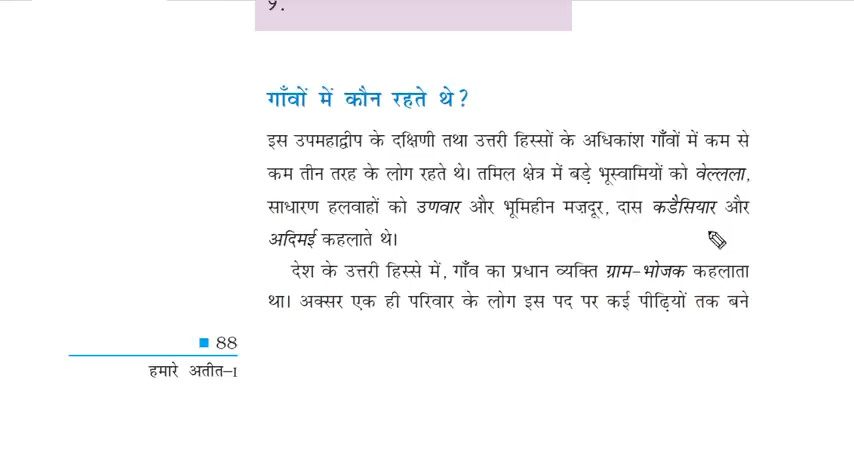 9.
गाँवों में कौन रहते थे?
इस उपमहाद्वीप के दक्षिणी तथा उत्तरी हिस्सों के अधिकांश गाँवों में कम से
कम तीन तरह के लोग रहते थे। तमिल क्षेत्र में बड़े भूस्वामियों को वेल्लला,
साधारण हलवाहों को उणवार और भूमिहीन मज़दूर, दास कडैसियार और
अदिमई कहलाते थे।
देश के उत्तरी हिस्से में, गाँव का प्रधान व्यक्ति ग्राम-भोजक कहलाता
था। अक्सर एक ही परिवार के लोग इस पद पर कई पीढ़ियों तक बने
■ 88
हमारे अतीत–I